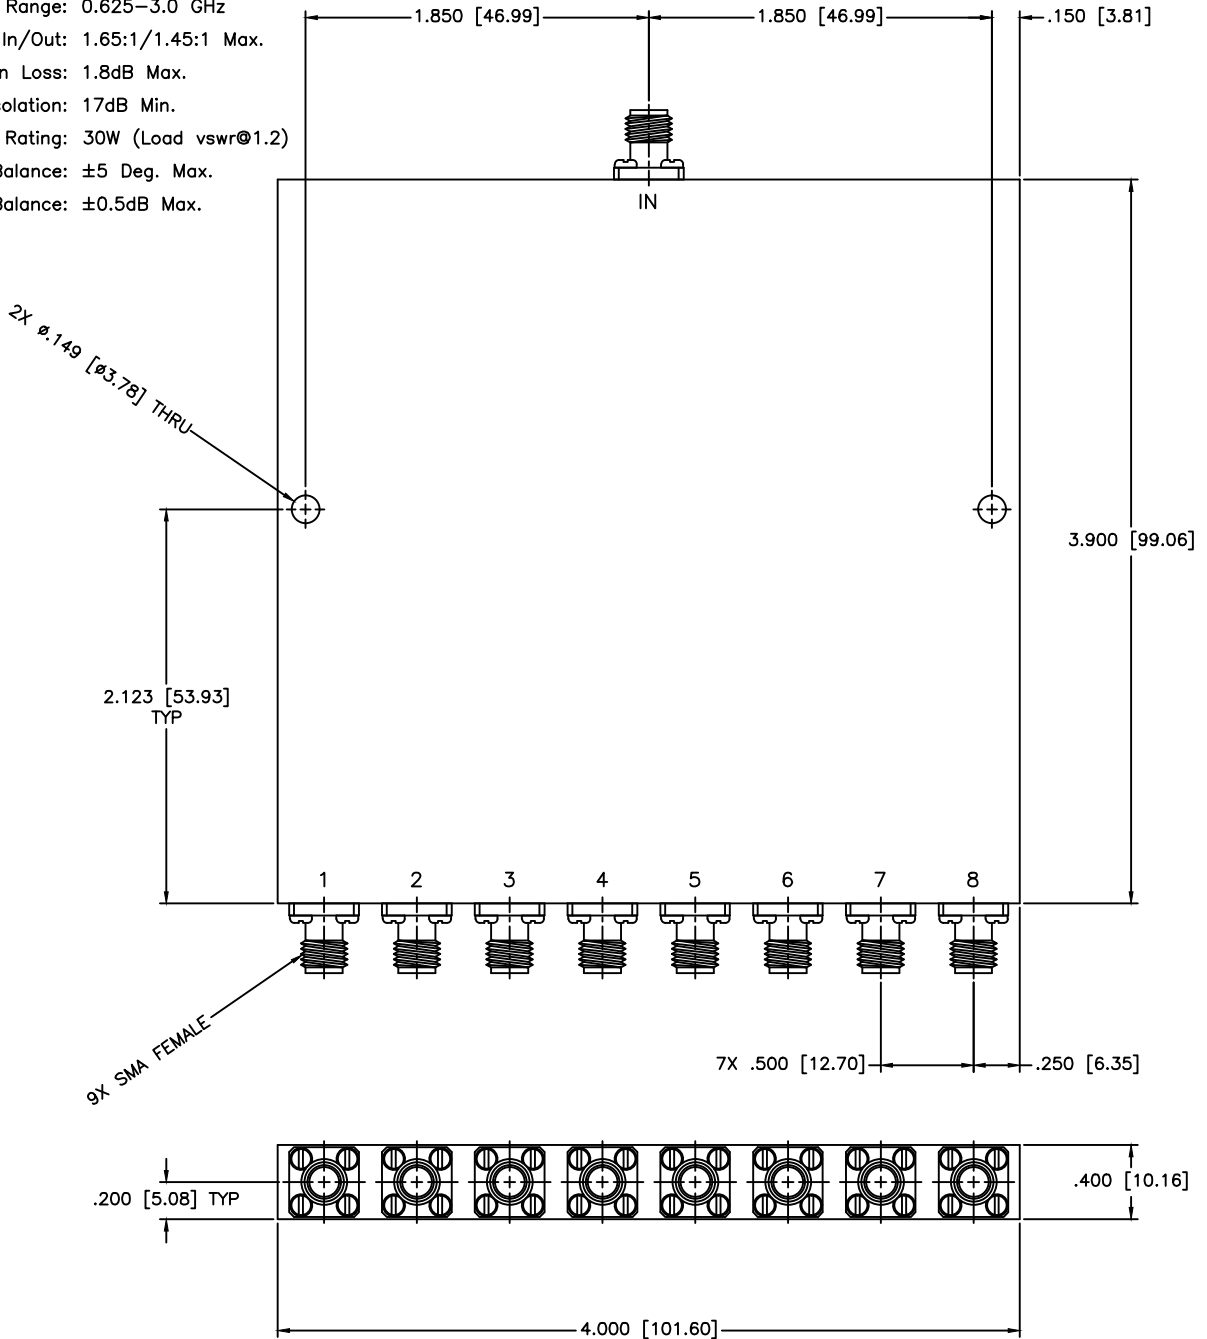 Range: 0.625–3.0 GHz
In/Out: 1.65:1/1.45:1 Max.
Loss: 1.8dB Max.
17dB Min.
Rating: 30W (Load vswr@1.2)
Balance: ±5 Deg. Max.
Balance: ±0.5dB Max.
1.850 [46.99]
1.850 [46.99]
.150 [3.81]
IN
2X ø.149 [ø3.78] THRU
3.900 [99.06]
2.123 [53.93]
TYP
1 2 3 4 5 6 7 8
9X SMA FEMALE
7X .500 [12.70]
.250 [6.35]
.200 [5.08] TYP
.400 [10.16]
4.000 [101.60]